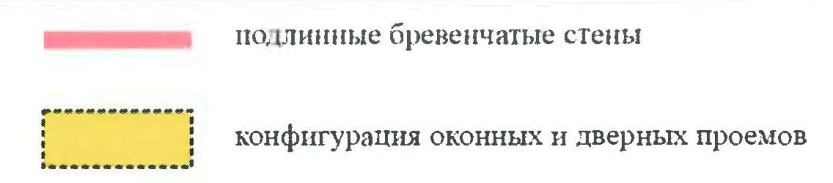 подлинные бревенчатые стены
конфигурация оконных и дверных проемов